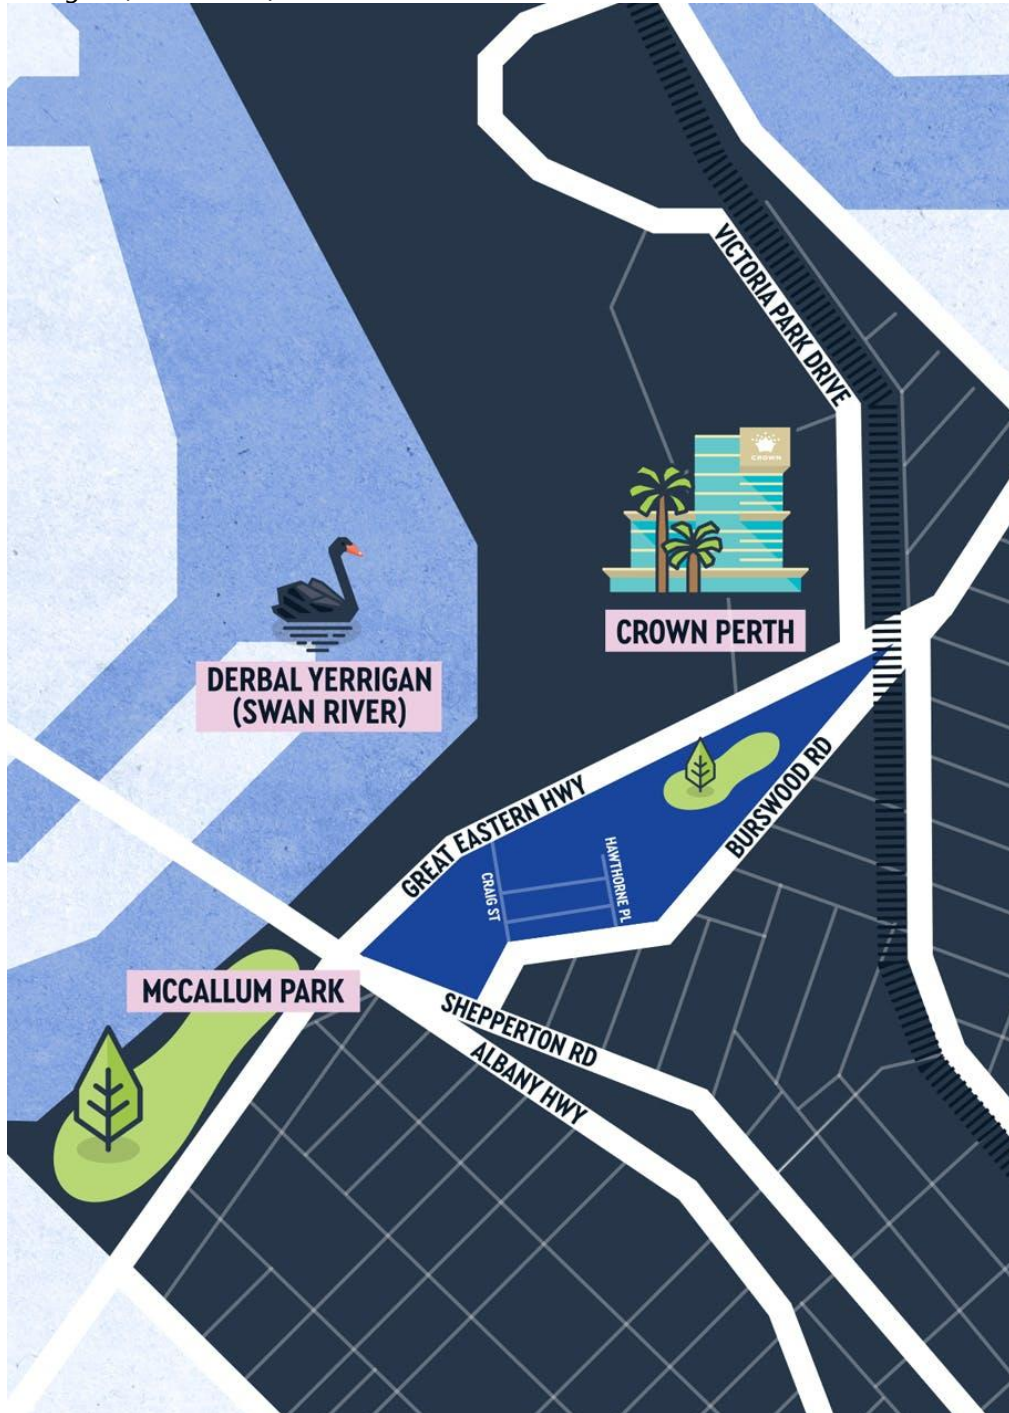 VICTORIA PARK DRIVE
CROWN
CROWN PERTH
DERBAL YERRIGAN
(SWAN RIVER)
GREAT EASTERN HWY
BURSWOOD RD
HAWTHORNE PL
CRAIG ST
MCCALLUM PARK
SHEPPERTON RD
ALBANY HWY